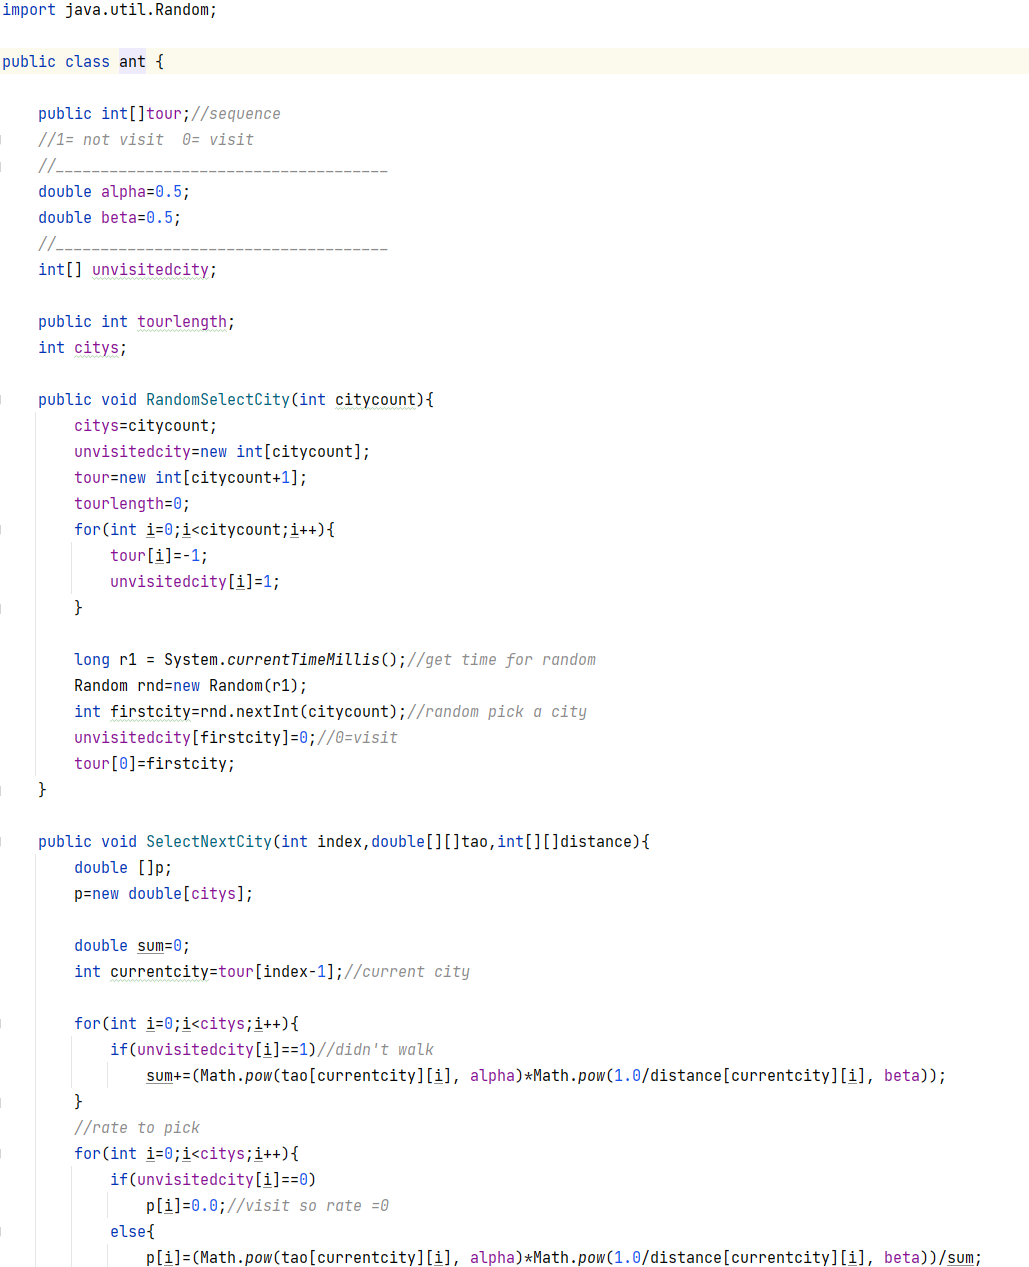 import java.util.Random;
public class ant {
public int[]tour;//sequence
//1= not visit  0= visit
//_____________________________________
double alpha=0.5;
double beta=0.5;
//_____________________________________
int[] unvisitedcity;
public int tourlength;
int citys;
public void RandomSelectCity(int citycount){
citys=citycount;
unvisitedcity=new int[citycount];
tour=new int[citycount+1];
tourlength=0;
for(int i=0;i<citycount;i++){
tour[i]=-1;
unvisitedcity[i]=1;
}
long r1 = System.currentTimeMillis();//get time for random
Random rnd=new Random(r1);
int firstcity=rnd.nextInt(citycount);//random pick a city
unvisitedcity[firstcity]=0;//0=visit
tour[0]=firstcity;
}
public void SelectNextCity(int index,double[][]tao,int[][]distance){
double []p;
p=new double[citys];
double sum=0;
int currentcity=tour[index-1];//current city
for(int i=0;i<citys;i++){
if(unvisitedcity[i]==1)//didn't walk
sum+=(Math.pow(tao[currentcity][i], alpha)*Math.pow(1.0/distance[currentcity][i], beta));
}
//rate to pick
for(int i=0;i<citys;i++){
if(unvisitedcity[i]==0)
p[i]=0.0;//visit so rate =0
else{
p[i]=(Math.pow(tao[currentcity][i], alpha)*Math.pow(1.0/distance[currentcity][i], beta))/sum;